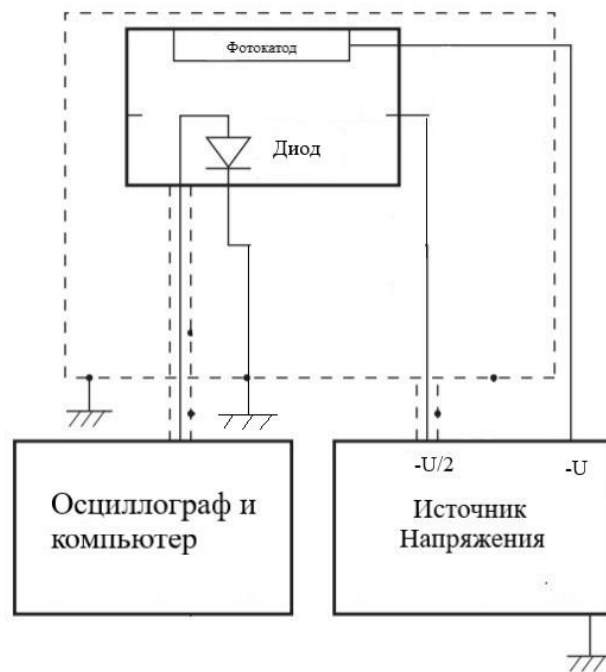 Фотокатод
Диод
-U/2
-U
Осциллограф и
компьютер
Источник
Напряжения